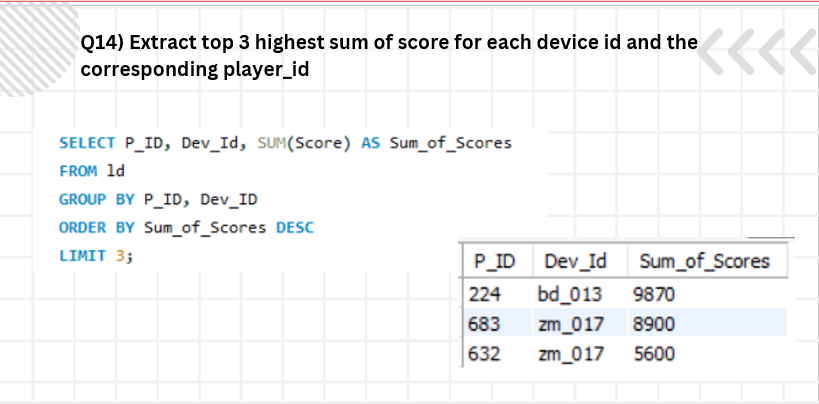 Q14) Extract top 3 highest sum of score for each device id and the
corresponding player_id
SELECT P_ID, Dev_Id, SUM(Score) AS Sum_of_Scores
FROM ld
GROUP BY P_ID, Dev_ID
ORDER BY Sum_of_Scores DESC
LIMIT 3;
P_ID Dev_Id Sum_of_Scores
224 bd_013 9870
683 zm_017 8900
632 zm_017 5600